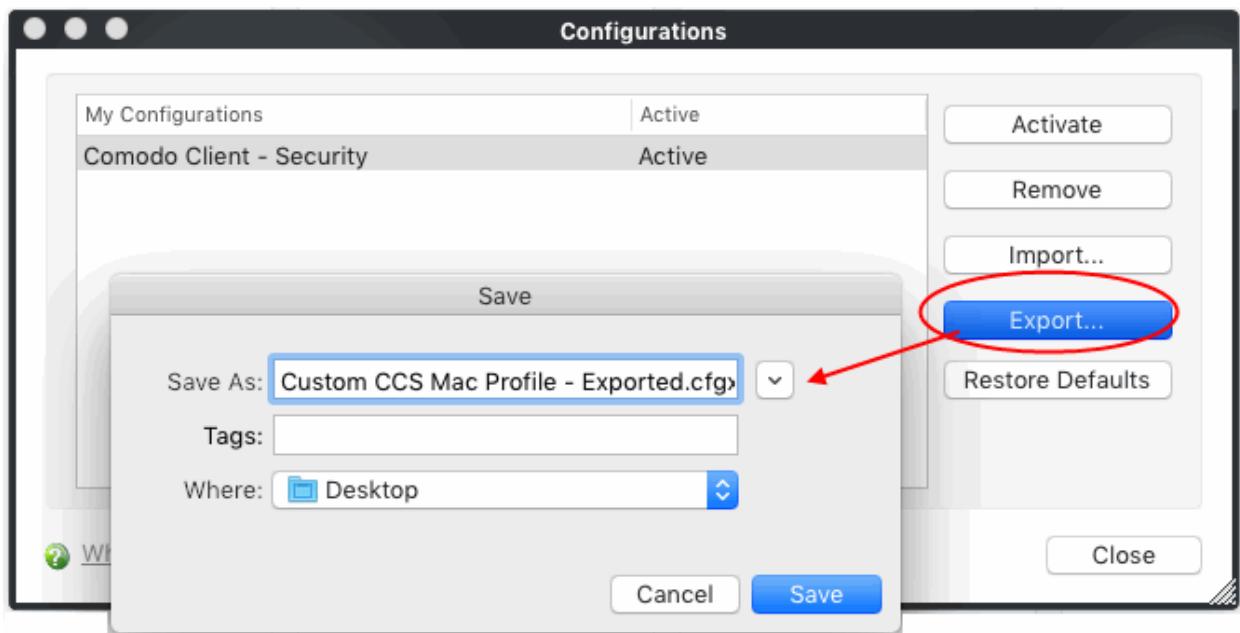 Configurations
My Configurations Active
Comodo Client - Security Active
Activate
Remove
Import...
Export...
Restore Defaults
Save
Save As: Custom CCS Mac Profile - Exported.cfgx
Tags:
Where: Desktop
Cancel Save
Close